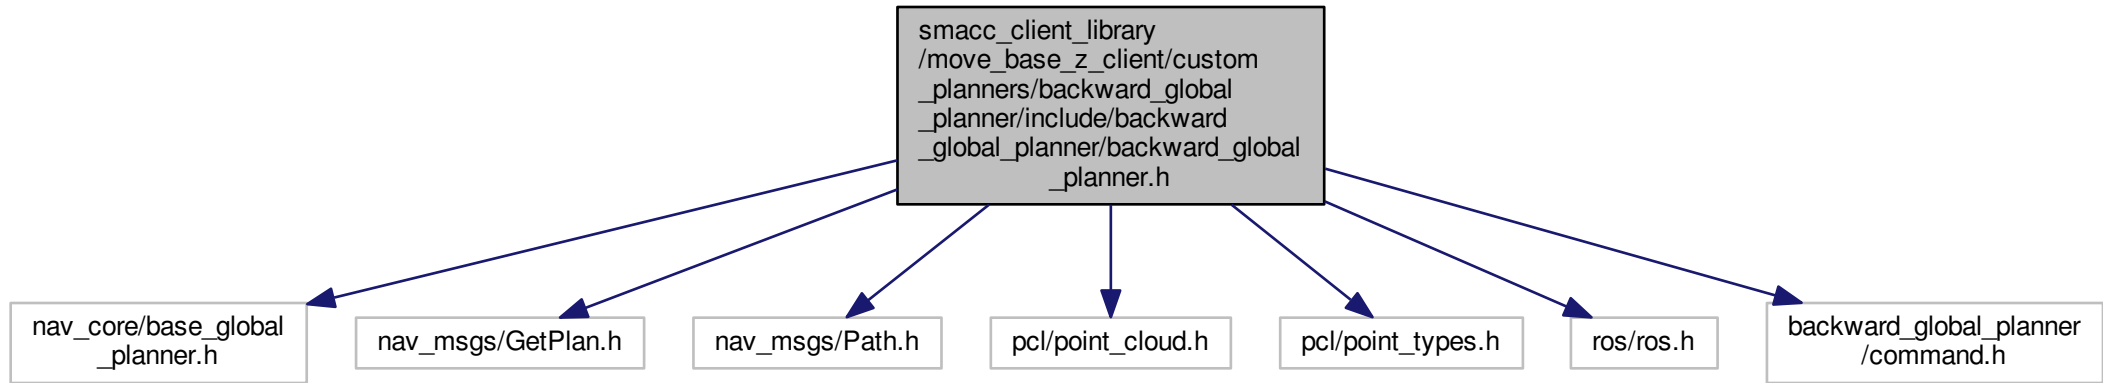 smacc_client_library
/move_base_z_client/custom
_planners/backward_global
_planner/include/backward
_global_planner/backward_global
_planner.h
nav_core/base_global
_planner.h
nav_msgs/GetPlan.h
nav_msgs/Path.h
pcl/point_cloud.h
pcl/point_types.h
ros/ros.h
backward_global_planner
/command.h